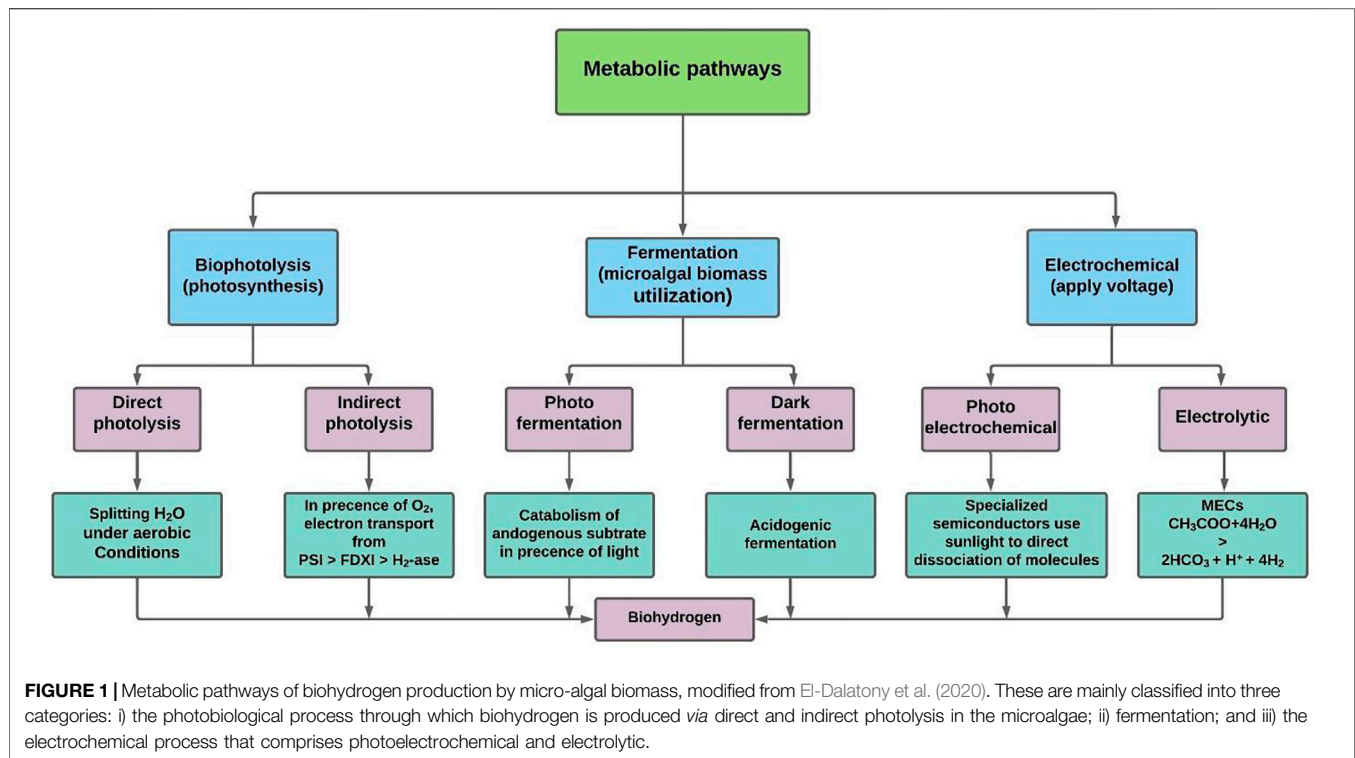 Metabolic pathways
Biophotolysis
(photosynthesis)
Fermentation
(microalgal biomass
utilization)
Electrochemical
(apply voltage)
Direct
photolysis
Indirect
photolysis
Photo
fermentation
Dark
fermentation
Photo
electrochemical
Electrolytic
Splitting H₂O
under aerobic
Conditions
In precence of O₂,
electron transport
from
PSI > FDXI > H₂-ase
Catabolism of
andogenous subtrate
in precence of light
Acidogenic
fermentation
Specialized
semiconductors use
sunlight to direct
dissociation of molecules
MECs
CH₃COO+4H₂O
>
2HCO₃ + H⁺ + 4H₂
Biohydrogen
FIGURE 1 | Metabolic pathways of biohydrogen production by micro-algal biomass, modified from El-Dalatony et al. (2020). These are mainly classified into three
categories: i) the photobiological process through which biohydrogen is produced via direct and indirect photolysis in the microalgae; ii) fermentation; and iii) the
electrochemical process that comprises photoelectrochemical and electrolytic.